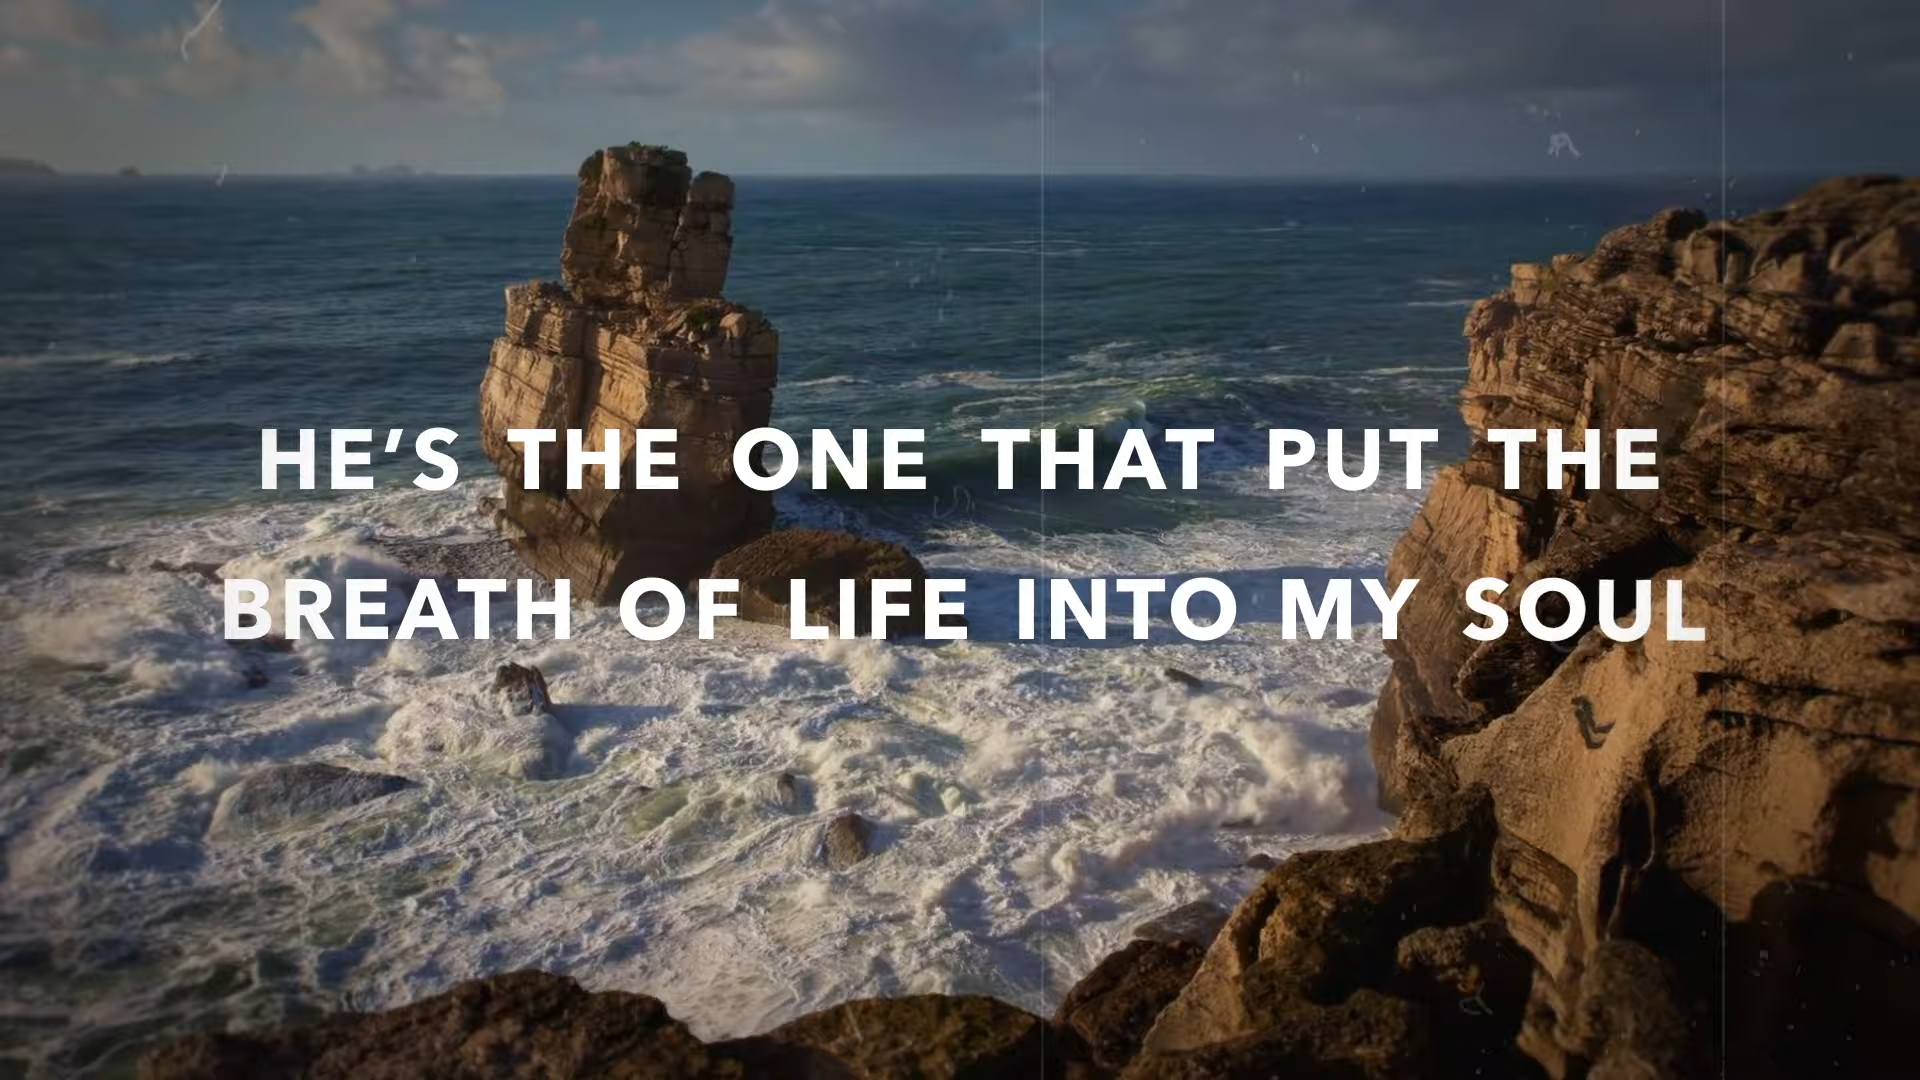 HE’S THE ONE THAT PUT THE
BREATH OF LIFE INTO MY SOUL